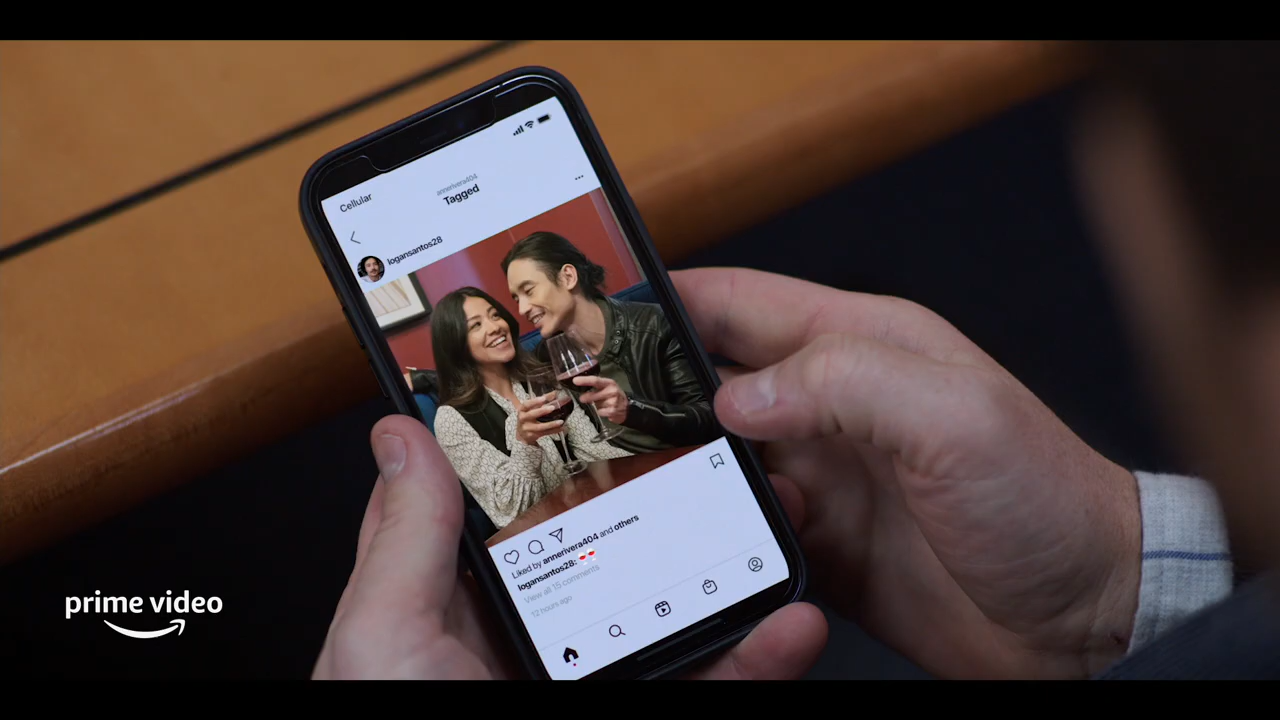 Cellular
annerivera404
Tagged
logansantos28
Liked by annerivera404 and others
logansantos28: 🍷🍷
View all 15 comments
12 hours ago
prime video